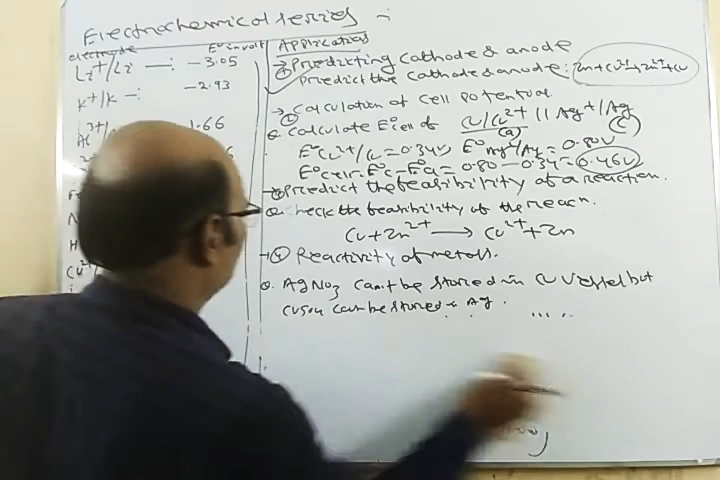 Electrochemical series :-
electrode E° in volt
Li+/Li —: — -3.05
K+/K -: -2.93
Al3+/ 1.66
Cu2+/
APPLICATION
→ ① Predicting cathode & anode
Predict the cathode & anode: Zn + Cu2+ → Zn2+ + Cu
→ ② Calculation of Cell Potential
Q. Calculate E°cell of Cu/Cu2+ || Ag+/Ag
(a) (C)
E°Cu2+/Cu = 0.34V, E°Ag+/Ag = 0.80V
E°cell = E°c - E°a = 0.80 - 0.34 = 0.46V
→ ③ Predict the feasibility of a reaction.
Q. Check the feasibility of the reacn.
Cu + Zn2+ → Cu2+ + Zn
→ ④ Reactivity of metals.
Q. AgNO3 can't be stored in Cu vessel but
CuSO4 can be stored in Ag.